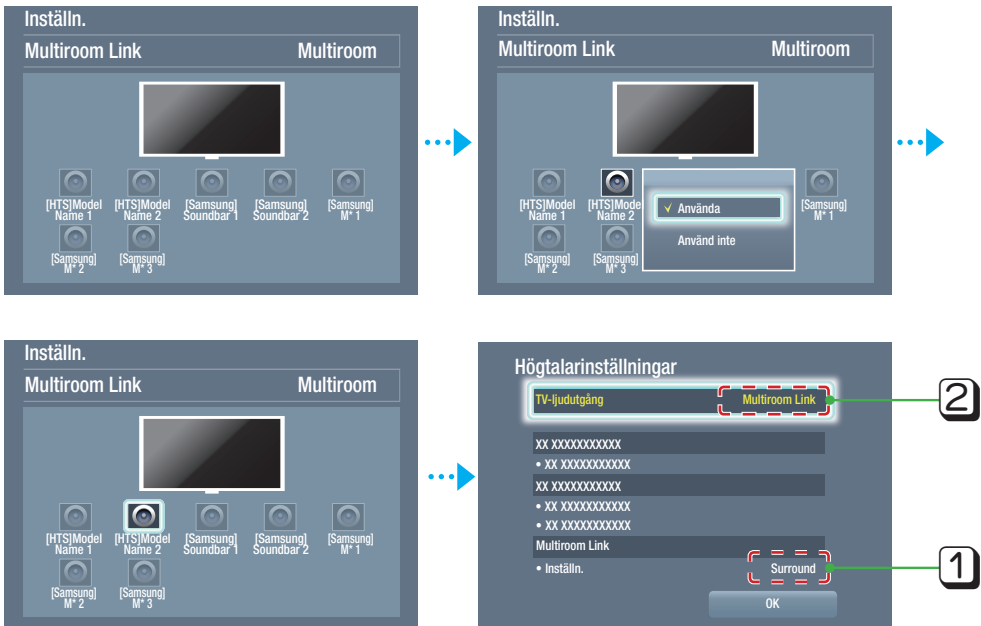 Inställn.
Multiroom Link Multiroom
[HTS]Model
Name 1
[HTS]Model
Name 2
[Samsung]
Soundbar 1
[Samsung]
Soundbar 2
[Samsung]
M* 1
[Samsung]
M* 2
[Samsung]
M* 3
Inställn.
Multiroom Link Multiroom
[HTS]Model
Name 1
[HTS]Mode
Name 2
Använda
Använd inte
[Samsung]
M* 1
[Samsung]
M* 2
[Samsung]
M* 3
Inställn.
Multiroom Link Multiroom
[HTS]Model
Name 1
[HTS]Model
Name 2
[Samsung]
Soundbar 1
[Samsung]
Soundbar 2
[Samsung]
M* 1
[Samsung]
M* 2
[Samsung]
M* 3
Högtalarinställningar
TV-ljudutgång Multiroom Link
2
XX XXXXXXXXXXX
• XX XXXXXXXXXXX
XX XXXXXXXXXXX
• XX XXXXXXXXXXX
• XX XXXXXXXXXXX
Multiroom Link
• Inställn. Surround
1
OK